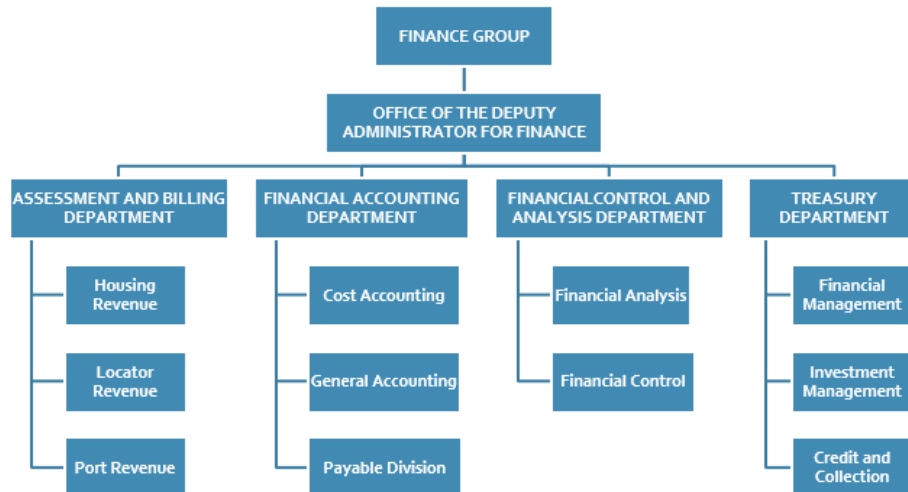 FINANCE GROUP
OFFICE OF THE DEPUTY
ADMINISTRATOR FOR FINANCE
ASSESSMENT AND BILLING
DEPARTMENT
Housing
Revenue
Locator
Revenue
Port Revenue
FINANCIAL ACCOUNTING
DEPARTMENT
Cost Accounting
General Accounting
Payable Division
FINANCIALCONTROL AND
ANALYSIS DEPARTMENT
Financial Analysis
Financial Control
TREASURY
DEPARTMENT
Financial
Management
Investment
Management
Credit and
Collection